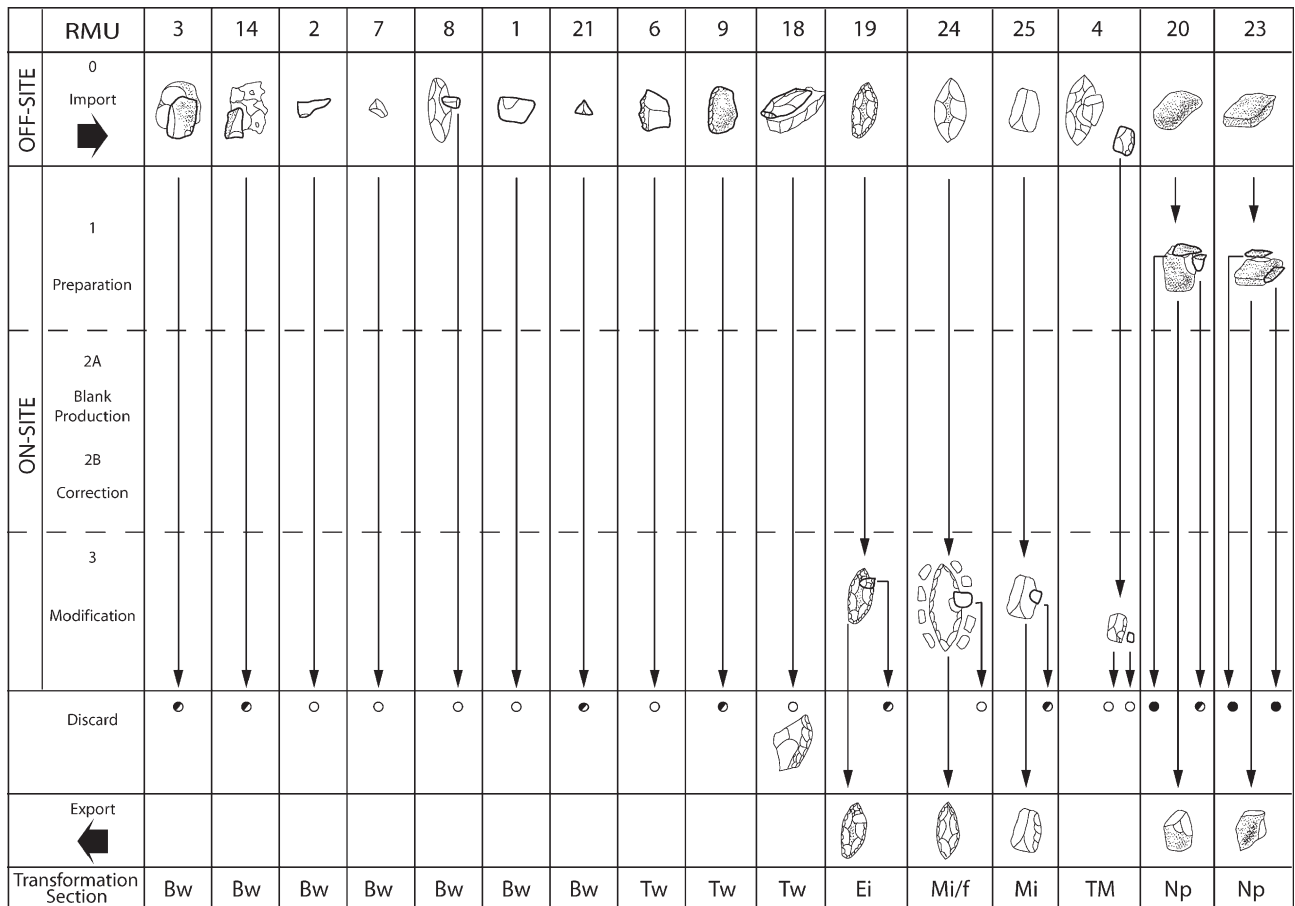 RMU 3 14 2 7 8 1 21 6 9 18 19 24 25 4 20 23
OFF-SITE
0
Import
ON-SITE
1
Preparation
2A
Blank
Production
2B
Correction
3
Modification
Discard
Export
Transformation
Section
Bw Bw Bw Bw Bw Bw Bw Tw Tw Tw Ei Mi/f Mi TM Np Np